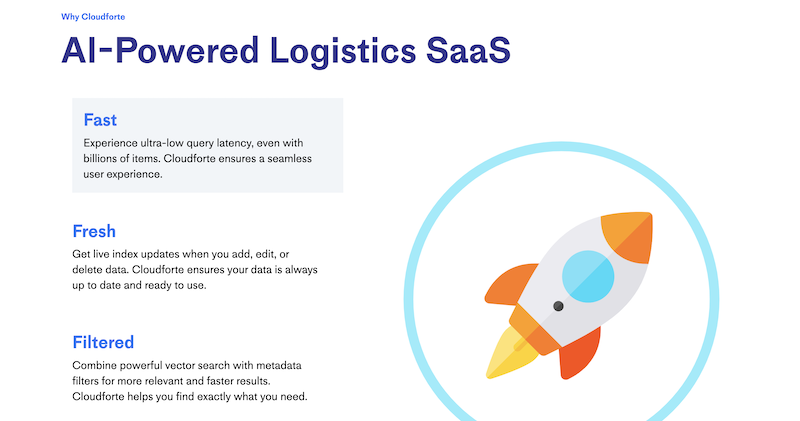 Why Cloudforte
AI-Powered Logistics SaaS
Fast
Experience ultra-low query latency, even with
billions of items. Cloudforte ensures a seamless
user experience.
Fresh
Get live index updates when you add, edit, or
delete data. Cloudforte ensures your data is always
up to date and ready to use.
Filtered
Combine powerful vector search with metadata
filters for more relevant and faster results.
Cloudforte helps you find exactly what you need.